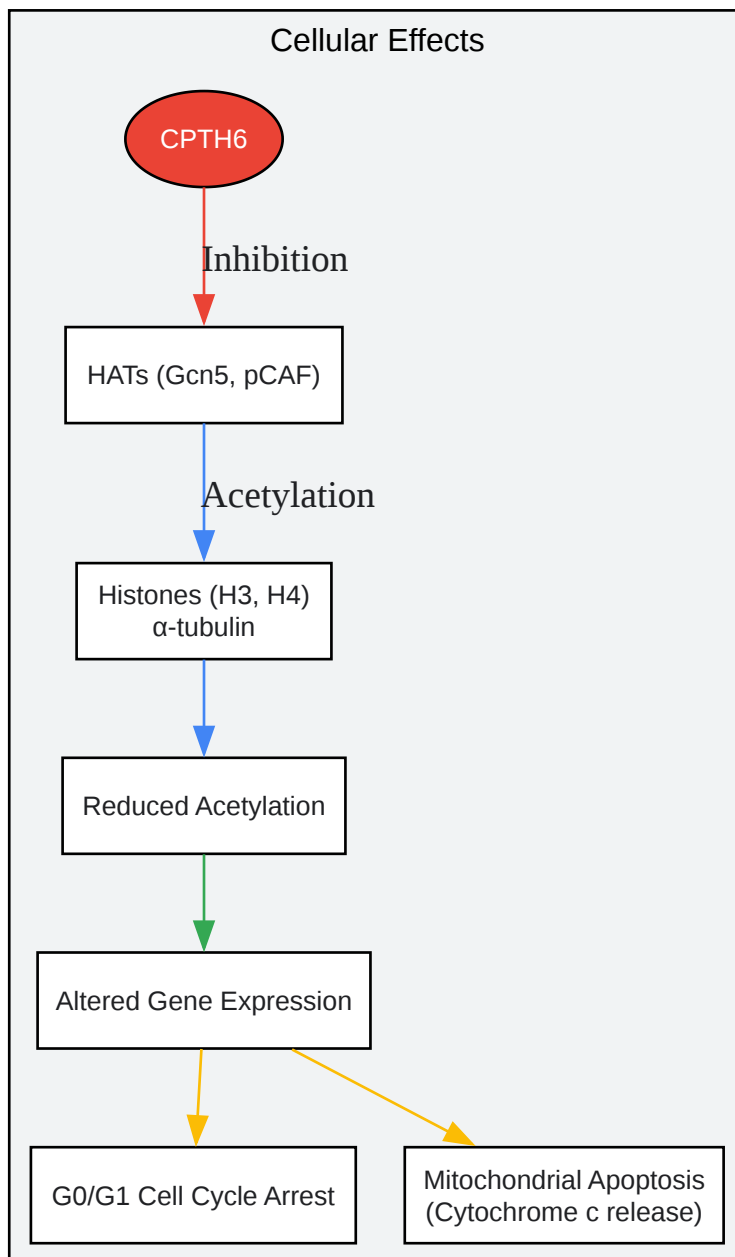 Cellular Effects
CPTH6
Inhibition
HATs (Gcn5, pCAF)
Acetylation
Histones (H3, H4)
α-tubulin
Reduced Acetylation
Altered Gene Expression
G0/G1 Cell Cycle Arrest
Mitochondrial Apoptosis
(Cytochrome c release)